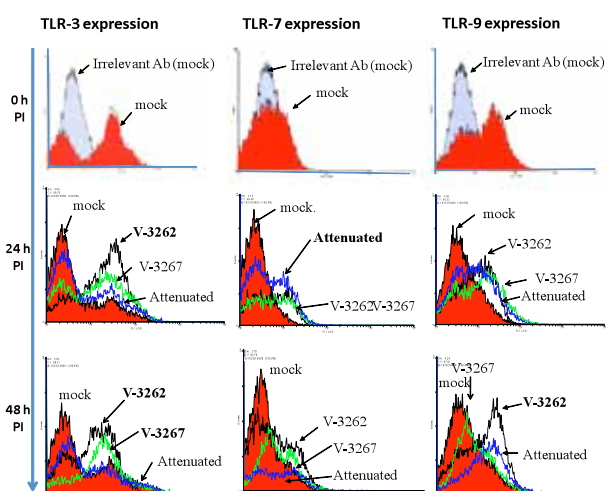 TLR-3 expression
TLR-7 expression
TLR-9 expression
0 h
PI
Irrelevant Ab (mock)
mock
Irrelevant Ab (mock)
mock
Irrelevant Ab (mock)
mock
24 h
PI
mock
V-3262
V-3267
Attenuated
mock.
Attenuated
V-3262V-3267
mock
V-3262
V-3267
Attenuated
48 h
PI
mock
V-3262
V-3267
Attenuated
mock
V-3262
V-3267
Attenuated
V-3267
mock
V-3262
Attenuated